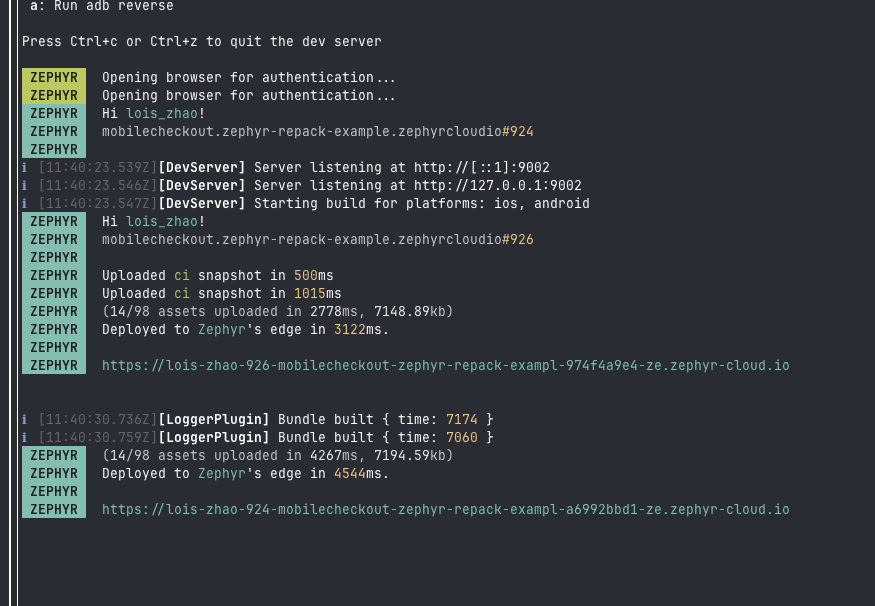 a: Run adb reverse
Press Ctrl+c or Ctrl+z to quit the dev server
ZEPHYR Opening browser for authentication...
ZEPHYR Opening browser for authentication...
ZEPHYR Hi lois_zhao!
ZEPHYR mobilecheckout.zephyr-repack-example.zephyrcloudio#924
ZEPHYR
ℹ [11:40:23.539Z][DevServer] Server listening at http://[::1]:9002
ℹ [11:40:23.546Z][DevServer] Server listening at http://127.0.0.1:9002
ℹ [11:40:23.547Z][DevServer] Starting build for platforms: ios, android
ZEPHYR Hi lois_zhao!
ZEPHYR mobilecheckout.zephyr-repack-example.zephyrcloudio#926
ZEPHYR
ZEPHYR Uploaded ci snapshot in 500ms
ZEPHYR Uploaded ci snapshot in 1015ms
ZEPHYR (14/98 assets uploaded in 2778ms, 7148.89kb)
ZEPHYR Deployed to Zephyr's edge in 3122ms.
ZEPHYR
ZEPHYR https://lois-zhao-926-mobilecheckout-zephyr-repack-exampl-974f4a9e4-ze.zephyr-cloud.io
ℹ [11:40:30.736Z][LoggerPlugin] Bundle built { time: 7174 }
ℹ [11:40:30.759Z][LoggerPlugin] Bundle built { time: 7060 }
ZEPHYR (14/98 assets uploaded in 4267ms, 7194.59kb)
ZEPHYR Deployed to Zephyr's edge in 4544ms.
ZEPHYR
ZEPHYR https://lois-zhao-924-mobilecheckout-zephyr-repack-exampl-a6992bbd1-ze.zephyr-cloud.io